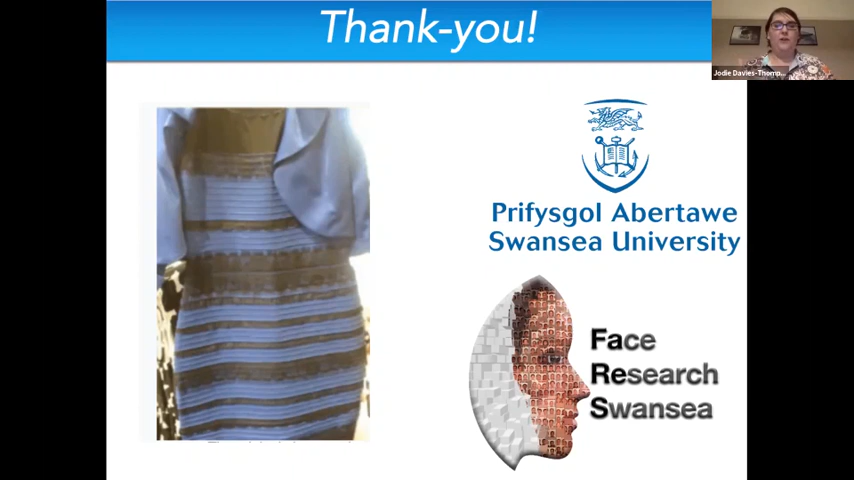 Thank-you!
Jodie Davies-Thomp...
Prifysgol Abertawe
Swansea University
Face
Research
Swansea